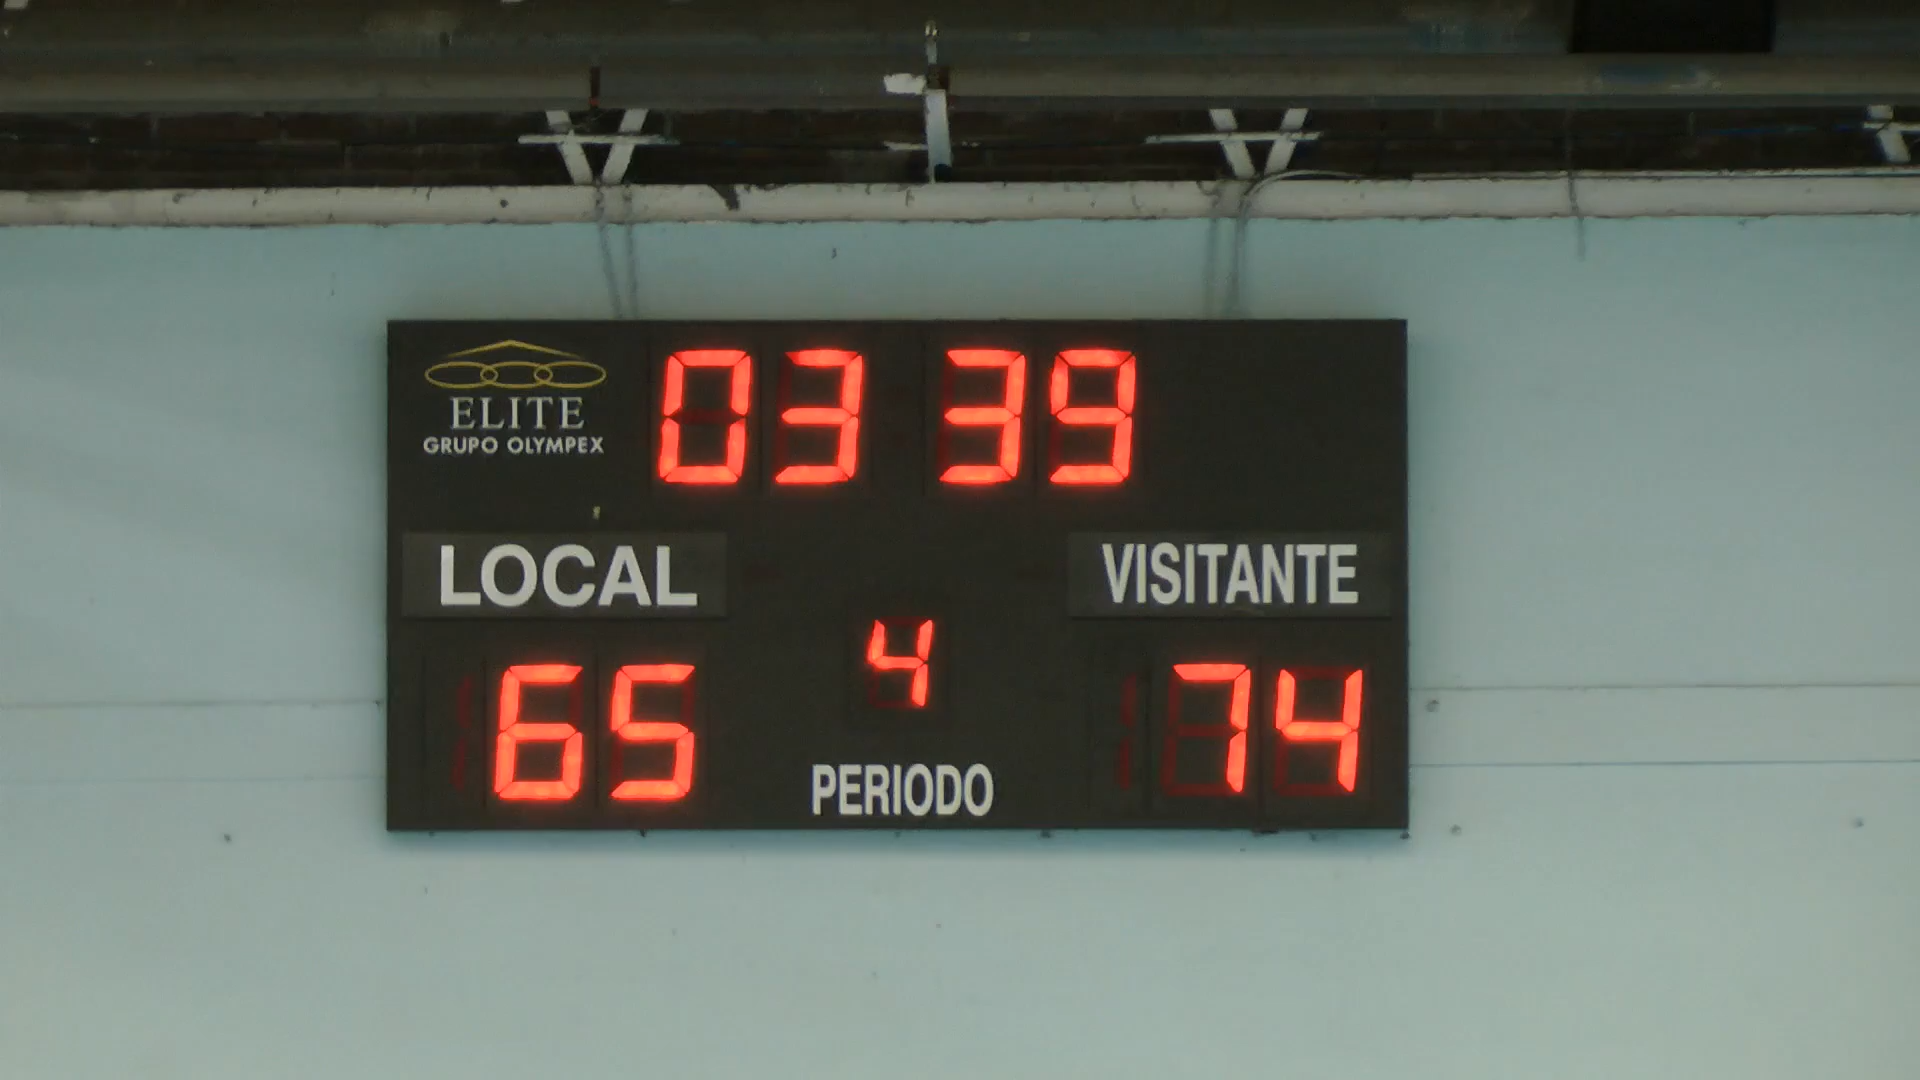 ELITE
GRUPO OLYMPEX
03 39
LOCAL
VISITANTE
65
4
74
PERIODO